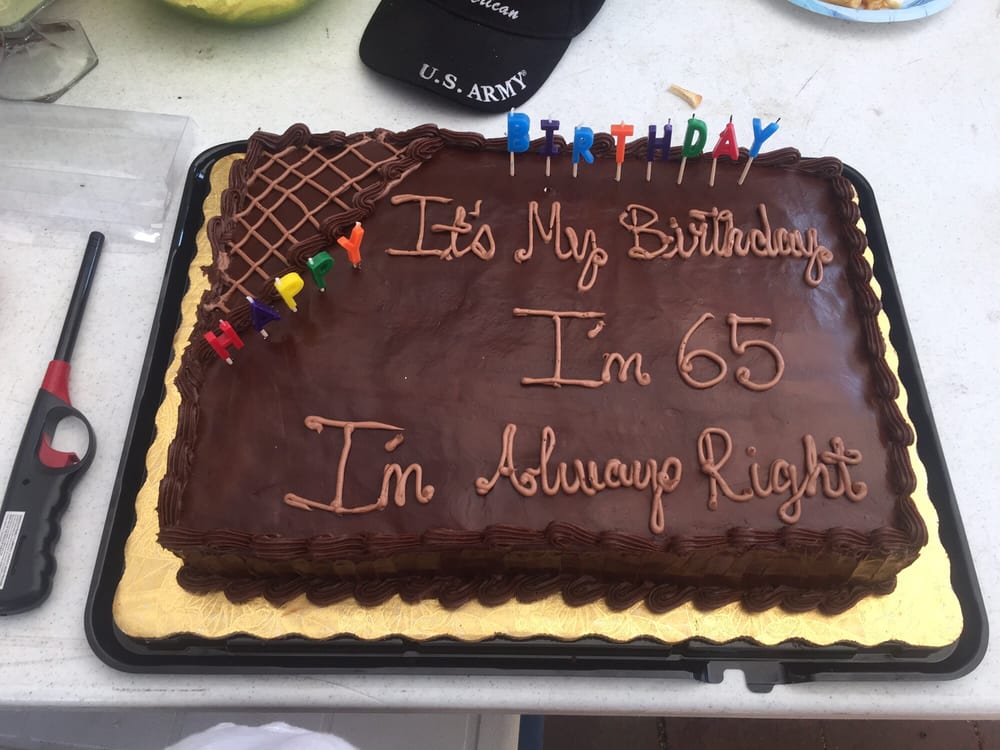 U.S. ARMY
BIRTHDAY
HAPPY
It's My Birthday
I'm 65
I'm Always Right